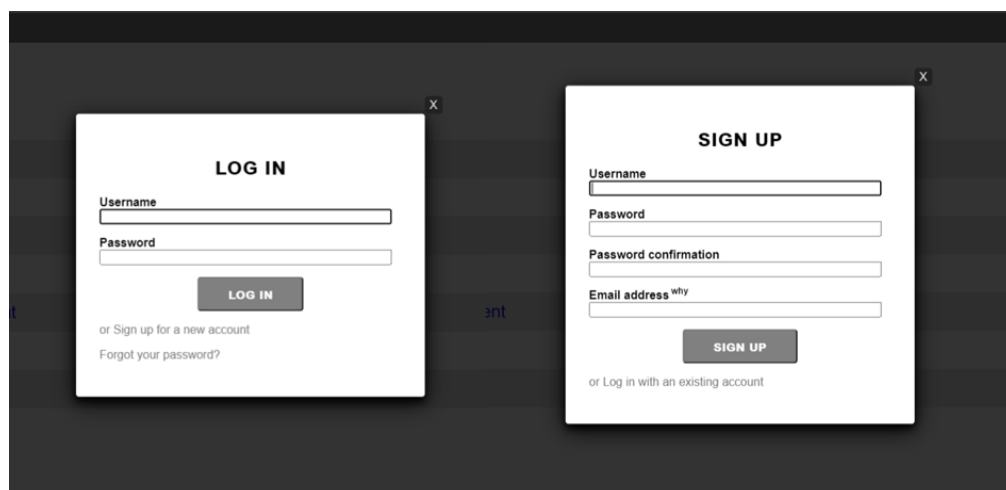 X
LOG IN
Username
Password
LOG IN
or Sign up for a new account
Forgot your password?
X
SIGN UP
Username
Password
Password confirmation
Email address why
SIGN UP
or Log in with an existing account